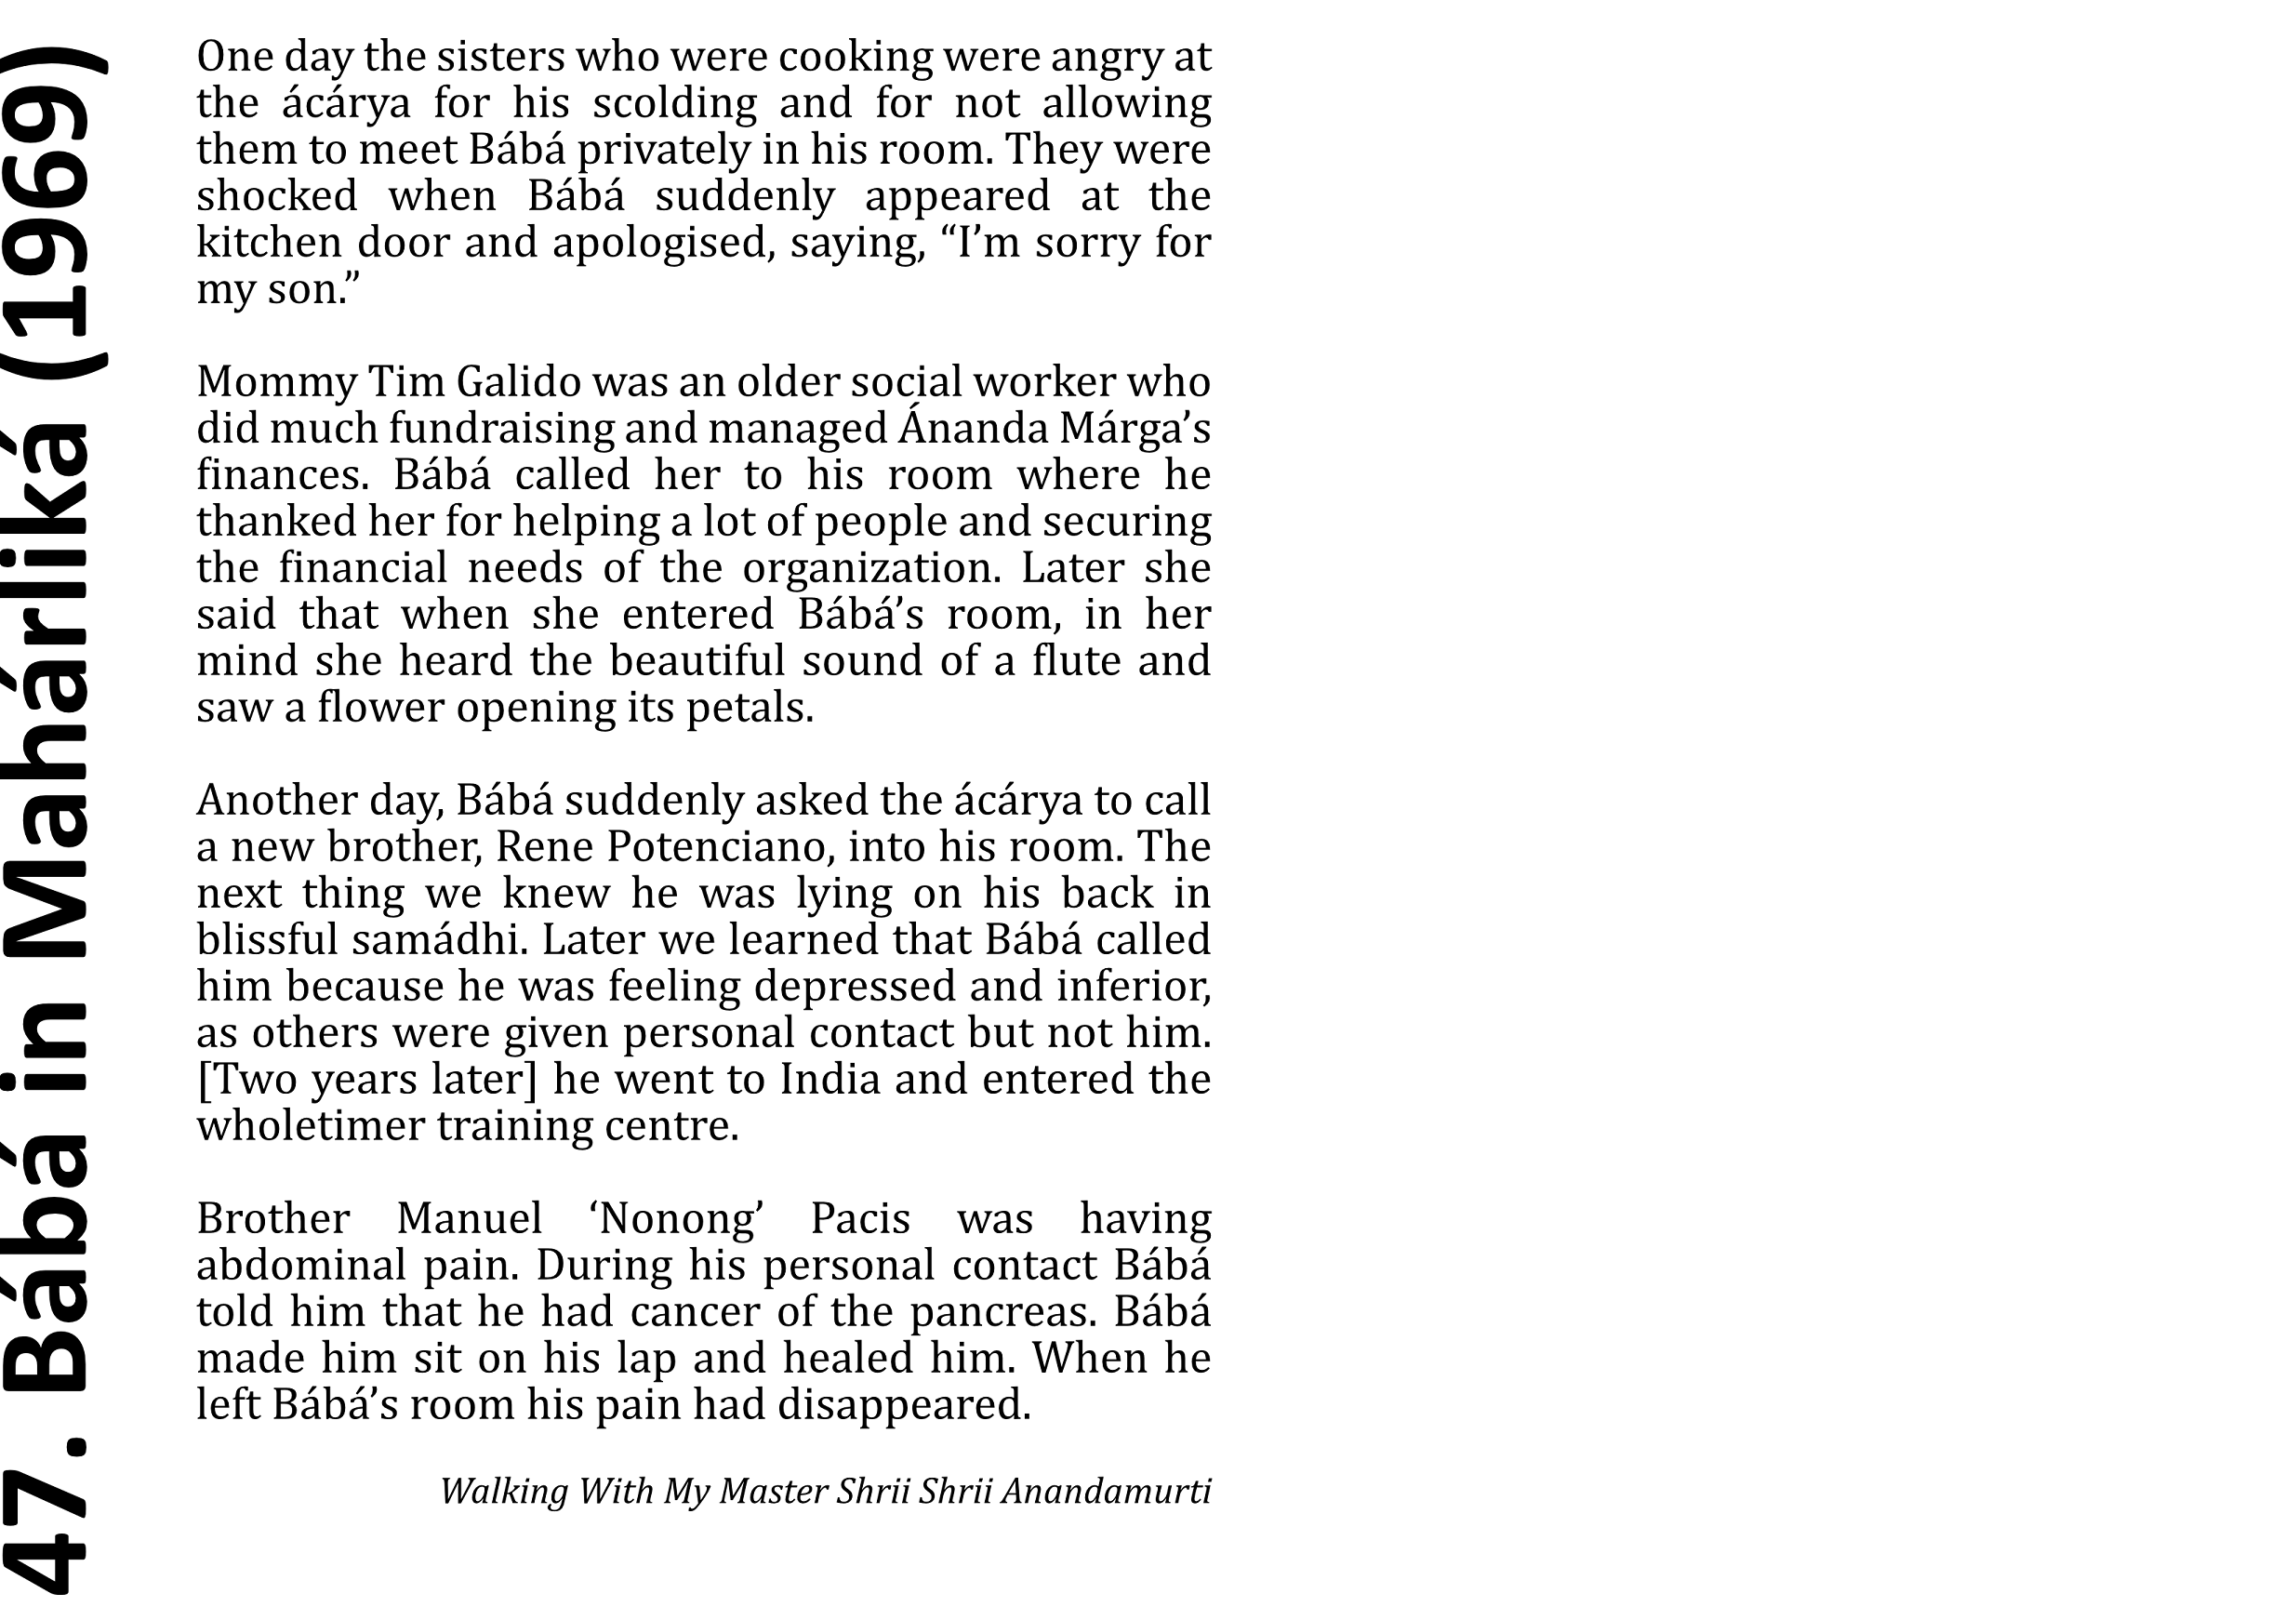 47. Bábá in Mahárliká (1969)
One day the sisters who were cooking were angry at
the ácárya for his scolding and for not allowing
them to meet Bábá privately in his room. They were
shocked when Bábá suddenly appeared at the
kitchen door and apologised, saying, “I’m sorry for
my son.”
Mommy Tim Galido was an older social worker who
did much fundraising and managed Ánanda Márga’s
finances. Bábá called her to his room where he
thanked her for helping a lot of people and securing
the financial needs of the organization. Later she
said that when she entered Bábá’s room, in her
mind she heard the beautiful sound of a flute and
saw a flower opening its petals.
Another day, Bábá suddenly asked the ácárya to call
a new brother, Rene Potenciano, into his room. The
next thing we knew he was lying on his back in
blissful samádhi. Later we learned that Bábá called
him because he was feeling depressed and inferior,
as others were given personal contact but not him.
[Two years later] he went to India and entered the
wholetimer training centre.
Brother Manuel ‘Nonong’ Pacis was having
abdominal pain. During his personal contact Bábá
told him that he had cancer of the pancreas. Bábá
made him sit on his lap and healed him. When he
left Bábá’s room his pain had disappeared.
Walking With My Master Shrii Shrii Anandamurti